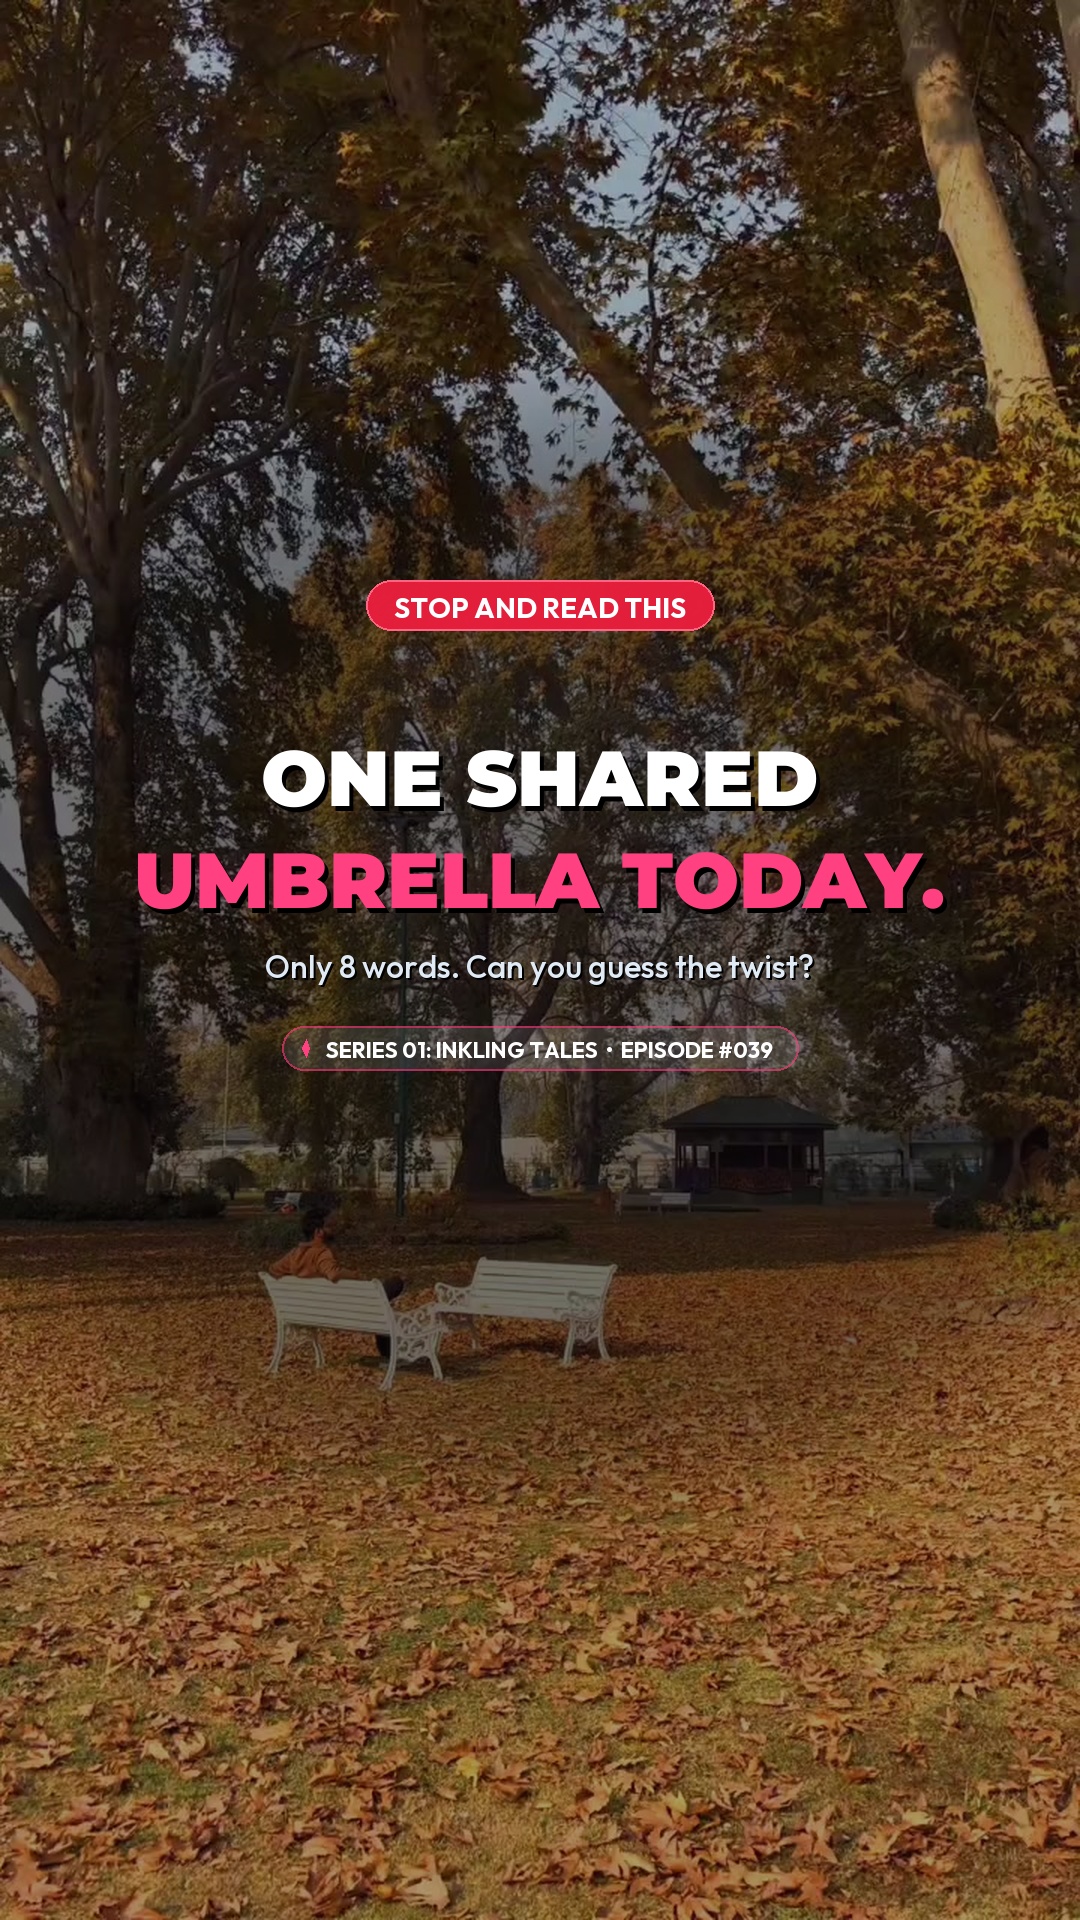 STOP AND READ THIS
ONE SHARED
UMBRELLA TODAY.
Only 8 words. Can you guess the twist?
SERIES 01: INKLING TALES • EPISODE #039